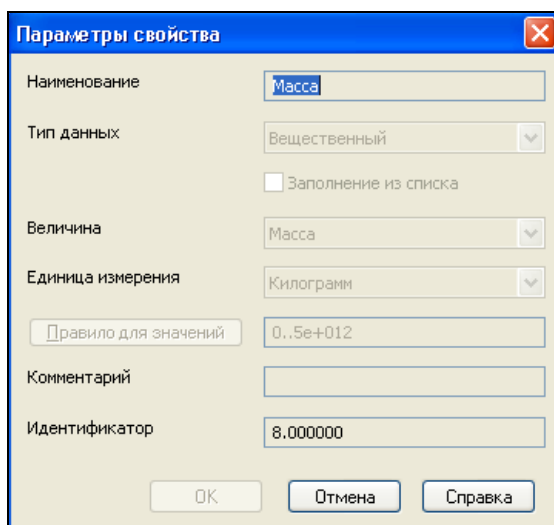 Параметры свойства
Наименование Масса
Тип данных Вещественный
Заполнение из списка
Величина Масса
Единица измерения Килограмм
Правило для значений 0..5e+012
Комментарий
Идентификатор 8.000000
OK Отмена Справка